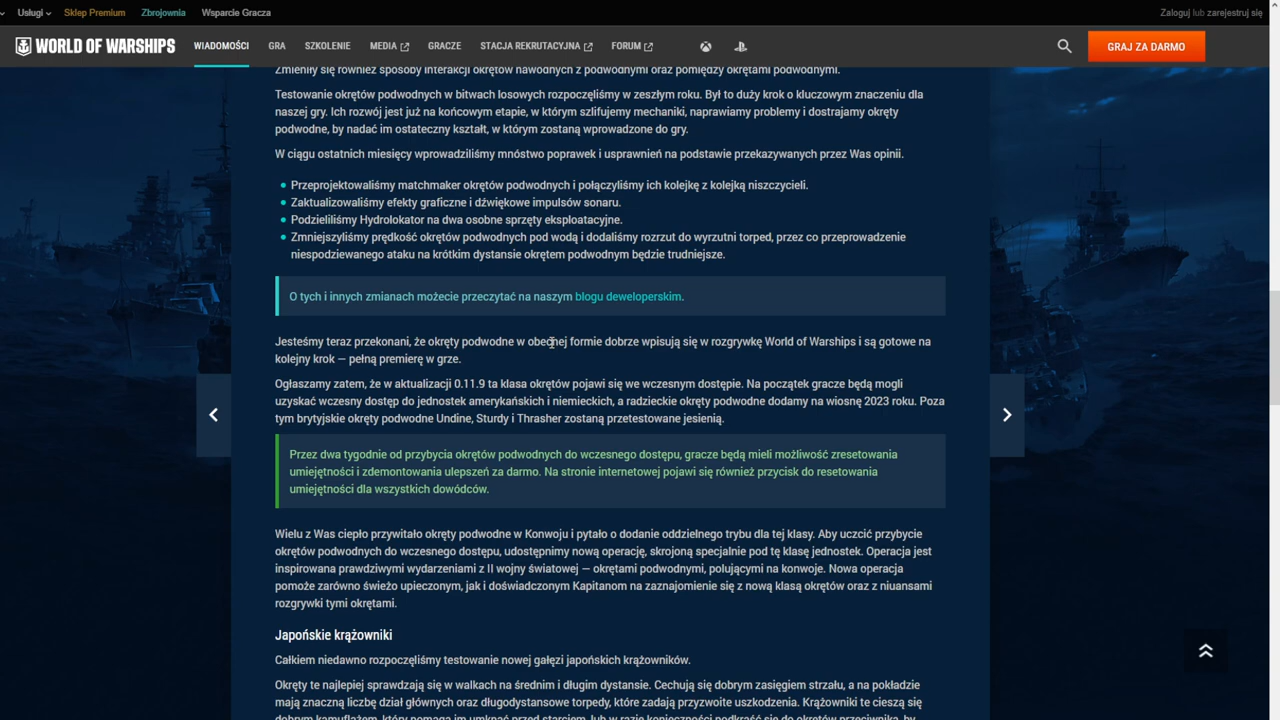 Usługi
Sklep Premium
Zbrojownia
Wsparcie Gracza
Zaloguj lub zarejestruj się
WORLD OF WARSHIPS
WIADOMOŚCI
GRA
SZKOLENIE
MEDIA
GRACZE
STACJA REKRUTACYJNA
FORUM
GRAJ ZA DARMO
Zmieniły się również sposoby interakcji okrętów nawodnych z podwodnymi oraz pomiędzy okrętami podwodnymi.
Testowanie okrętów podwodnych w bitwach losowych rozpoczęliśmy w zeszłym roku. Był to duży krok o kluczowym znaczeniu dla
naszej gry. Ich rozwój jest już na końcowym etapie, w którym szlifujemy mechaniki, naprawiamy problemy i dostrajamy okręty
podwodne, by nadać im ostateczny kształt, w którym zostaną wprowadzone do gry.
W ciągu ostatnich miesięcy wprowadziliśmy mnóstwo poprawek i usprawnień na podstawie przekazywanych przez Was opinii.
Przeprojektowaliśmy matchmaker okrętów podwodnych i połączyliśmy ich kolejkę z kolejką niszczycieli.
Zaktualizowaliśmy efekty graficzne i dźwiękowe impulsów sonaru.
Podzieliliśmy Hydrolokator na dwa osobne sprzęty eksploatacyjne.
Zmniejszyliśmy prędkość okrętów podwodnych pod wodą i dodaliśmy rozrzut do wyrzutni torped, przez co przeprowadzenie
niespodziewanego ataku na krótkim dystansie okrętem podwodnym będzie trudniejsze.
O tych i innych zmianach możecie przeczytać na naszym blogu deweloperskim.
Jesteśmy teraz przekonani, że okręty podwodne w obecnej formie dobrze wpisują się w rozgrywkę World of Warships i są gotowe na
kolejny krok — pełną premierę w grze.
Ogłaszamy zatem, że w aktualizacji 0.11.9 ta klasa okrętów pojawi się we wczesnym dostępie. Na początek gracze będą mogli
uzyskać wczesny dostęp do jednostek amerykańskich i niemieckich, a radzieckie okręty podwodne dodamy na wiosnę 2023 roku. Poza
tym brytyjskie okręty podwodne Undine, Sturdy i Thrasher zostaną przetestowane jesienią.
Przez dwa tygodnie od przybycia okrętów podwodnych do wczesnego dostępu, gracze będą mieli możliwość zresetowania
umiejętności i zdemontowania ulepszeń za darmo. Na stronie internetowej pojawi się również przycisk do resetowania
umiejętności dla wszystkich dowódców.
Wielu z Was ciepło przywitało okręty podwodne w Konwoju i pytało o dodanie oddzielnego trybu dla tej klasy. Aby uczcić przybycie
okrętów podwodnych do wczesnego dostępu, udostępnimy nową operację, skrojoną specjalnie pod tę klasę jednostek. Operacja jest
inspirowana prawdziwymi wydarzeniami z II wojny światowej — okrętami podwodnymi, polującymi na konwoje. Nowa operacja
pomoże zarówno świeżo upieczonym, jak i doświadczonym Kapitanom na zaznajomienie się z nową klasą okrętów oraz z niuansami
rozgrywki tymi okrętami.
Japońskie krążowniki
Całkiem niedawno rozpoczęliśmy testowanie nowej gałęzi japońskich krążowników.
Okręty te najlepiej sprawdzają się w walkach na średnim i długim dystansie. Cechują się dobrym zasięgiem strzału, a na pokładzie
mają znaczną liczbę dział głównych oraz długodystansowe torpedy, które zadają przyzwoite uszkodzenia. Krążowniki te cieszą się
dobrym kamuflażem, który pomaga im umknąć przed starciem, lub w razie konieczności podkraść się do okrętów przeciwnika, by